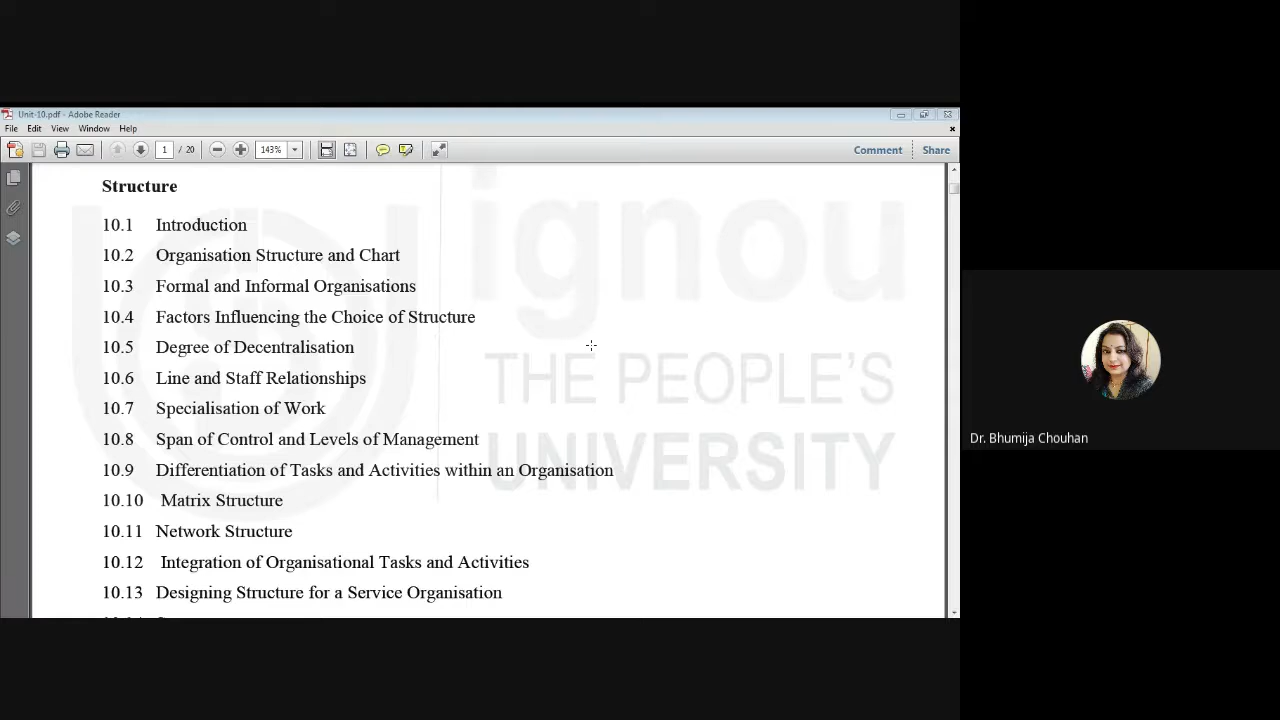 Unit-10.pdf - Adobe Reader
File Edit View Window Help
1 / 20 143% Comment Share
Structure
10.1 Introduction
10.2 Organisation Structure and Chart
10.3 Formal and Informal Organisations
10.4 Factors Influencing the Choice of Structure
10.5 Degree of Decentralisation
10.6 Line and Staff Relationships
10.7 Specialisation of Work
10.8 Span of Control and Levels of Management
10.9 Differentiation of Tasks and Activities within an Organisation
10.10 Matrix Structure
10.11 Network Structure
10.12 Integration of Organisational Tasks and Activities
10.13 Designing Structure for a Service Organisation
ignou
THE PEOPLE'S
UNIVERSITY
Dr. Bhumija Chouhan